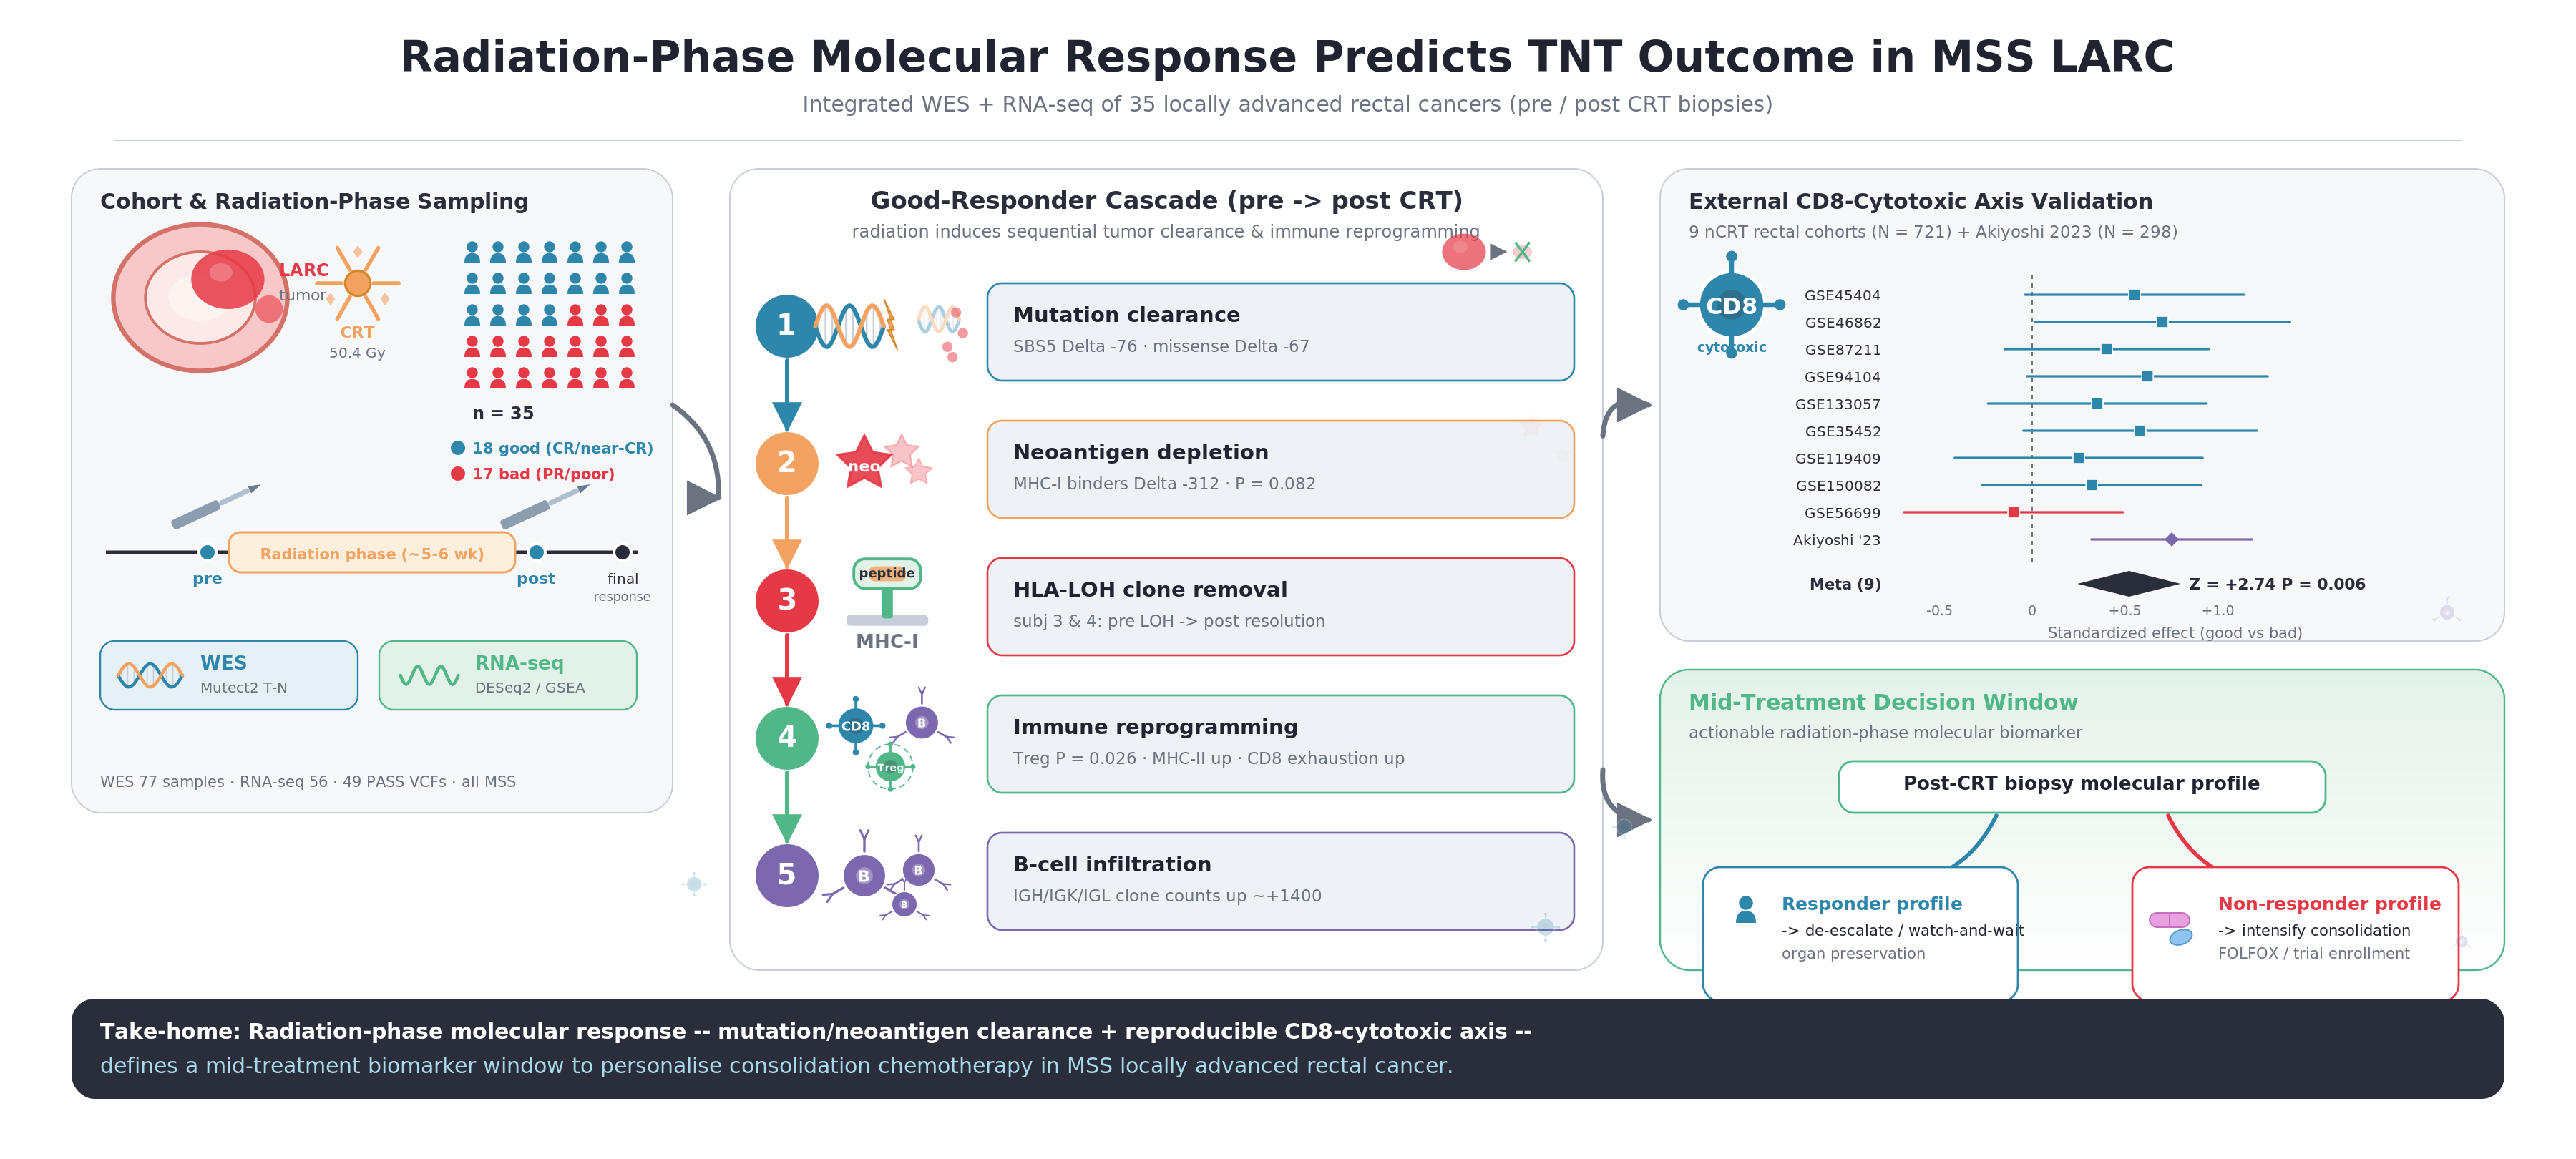 Radiation-Phase Molecular Response Predicts TNT Outcome in MSS LARC
Integrated WES + RNA-seq of 35 locally advanced rectal cancers (pre / post CRT biopsies)
Cohort & Radiation-Phase Sampling
LARC
tumor
CRT
50.4 Gy
n = 35
18 good (CR/near-CR)
17 bad (PR/poor)
Radiation phase (~5-6 wk)
pre
post
final
response
WES
Mutect2 T-N
RNA-seq
DESeq2 / GSEA
WES 77 samples · RNA-seq 56 · 49 PASS VCFs · all MSS
Good-Responder Cascade (pre -> post CRT)
radiation induces sequential tumor clearance & immune reprogramming
1
Mutation clearance
SBS5 Delta -76 · missense Delta -67
2
neo
Neoantigen depletion
MHC-I binders Delta -312 · P = 0.082
3
peptide
MHC-I
HLA-LOH clone removal
subj 3 & 4: pre LOH -> post resolution
4
CD8
B
Treg
Immune reprogramming
Treg P = 0.026 · MHC-II up · CD8 exhaustion up
5
B
B
B
B-cell infiltration
IGH/IGK/IGL clone counts up ~+1400
External CD8-Cytotoxic Axis Validation
9 nCRT rectal cohorts (N = 721) + Akiyoshi 2023 (N = 298)
CD8
cytotoxic
GSE45404
GSE46862
GSE87211
GSE94104
GSE133057
GSE35452
GSE119409
GSE150082
GSE56699
Akiyoshi '23
Meta (9)
Z = +2.74 P = 0.006
-0.5 0 +0.5 +1.0
Standardized effect (good vs bad)
Mid-Treatment Decision Window
actionable radiation-phase molecular biomarker
Post-CRT biopsy molecular profile
Responder profile
-> de-escalate / watch-and-wait
organ preservation
Non-responder profile
-> intensify consolidation
FOLFOX / trial enrollment
Take-home: Radiation-phase molecular response -- mutation/neoantigen clearance + reproducible CD8-cytotoxic axis --
defines a mid-treatment biomarker window to personalise consolidation chemotherapy in MSS locally advanced rectal cancer.